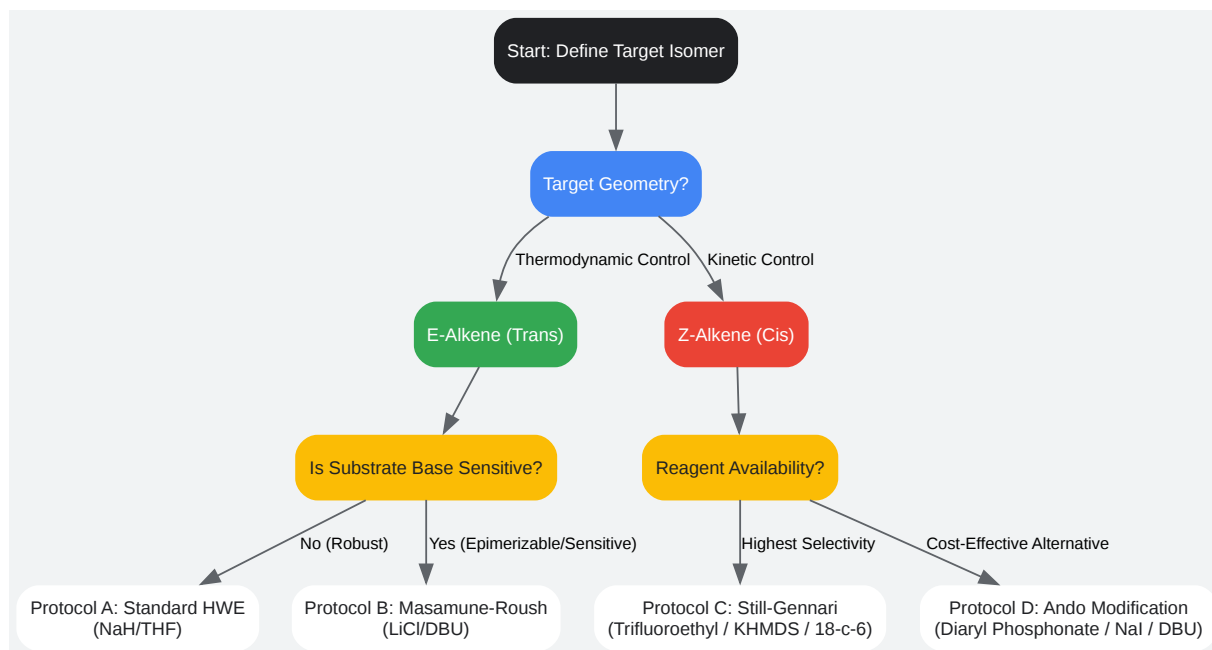 Start: Define Target Isomer
Target Geometry?
Thermodynamic Control
Kinetic Control
E-Alkene (Trans)
Z-Alkene (Cis)
Is Substrate Base Sensitive?
Reagent Availability?
No (Robust)
Yes (Epimerizable/Sensitive)
Highest Selectivity
Cost-Effective Alternative
Protocol A: Standard HWE
(NaH/THF)
Protocol B: Masamune-Roush
(LiCl/DBU)
Protocol C: Still-Gennari
(Trifluoroethyl / KHMDS / 18-c-6)
Protocol D: Ando Modification
(Diaryl Phosphonate / NaI / DBU)